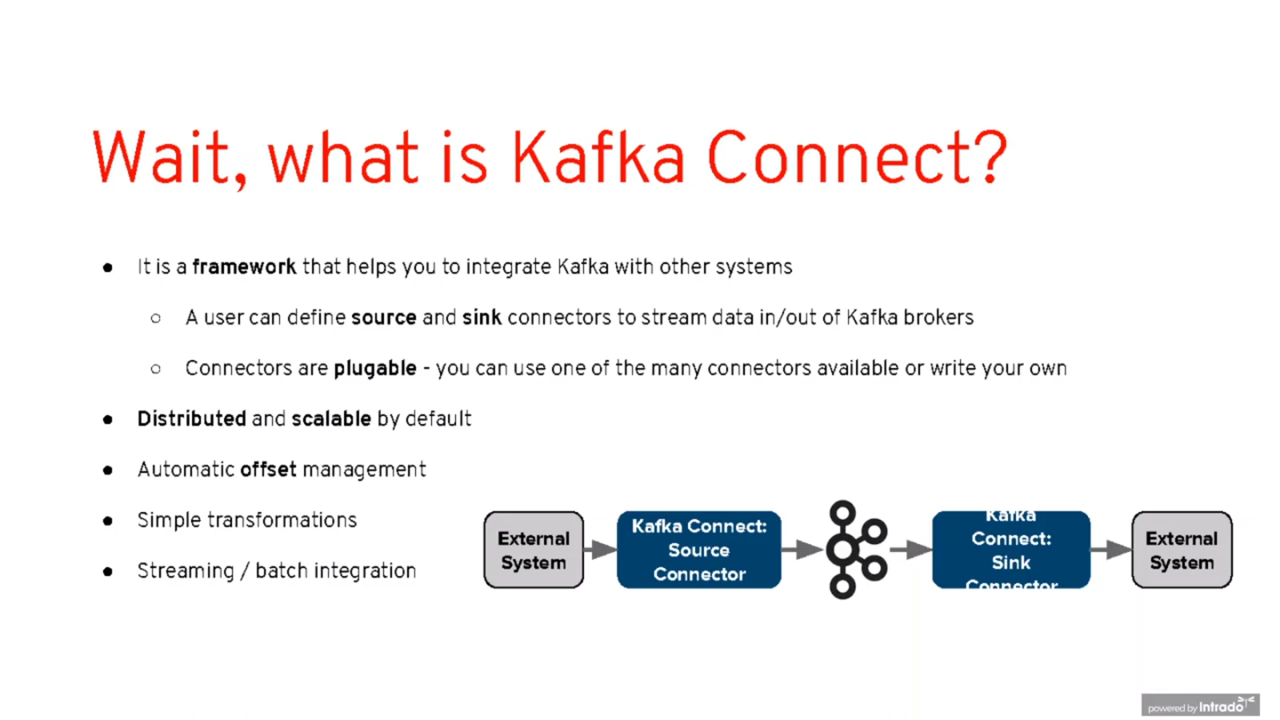 Wait, what is Kafka Connect?
● It is a framework that helps you to integrate Kafka with other systems
○ A user can define source and sink connectors to stream data in/out of Kafka brokers
○ Connectors are plugable - you can use one of the many connectors available or write your own
● Distributed and scalable by default
● Automatic offset management
● Simple transformations
● Streaming / batch integration
External
System
Kafka Connect:
Source
Connector
Kafka
Connect:
Sink
Connector
External
System
powered by Intrado